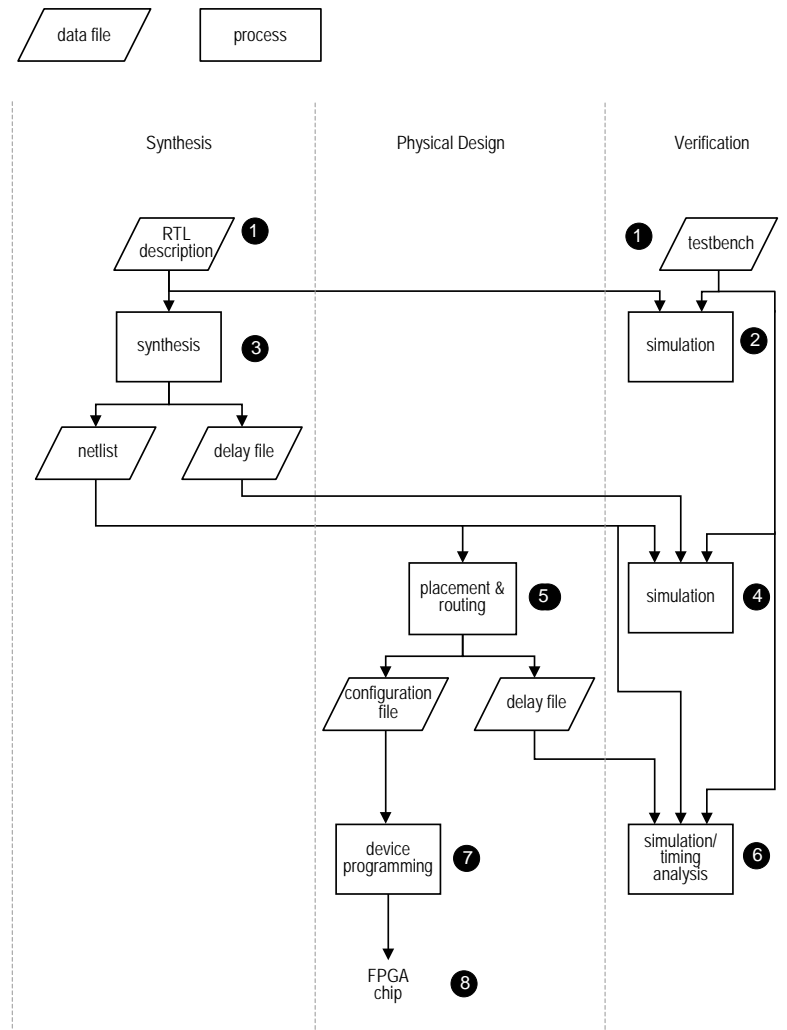 data file
process
Synthesis
Physical Design
Verification
RTL
description
1
1
testbench
synthesis
3
simulation
2
netlist
delay file
placement &
routing
5
simulation
4
configuration
file
delay file
device
programming
7
simulation/
timing
analysis
6
FPGA
chip
8